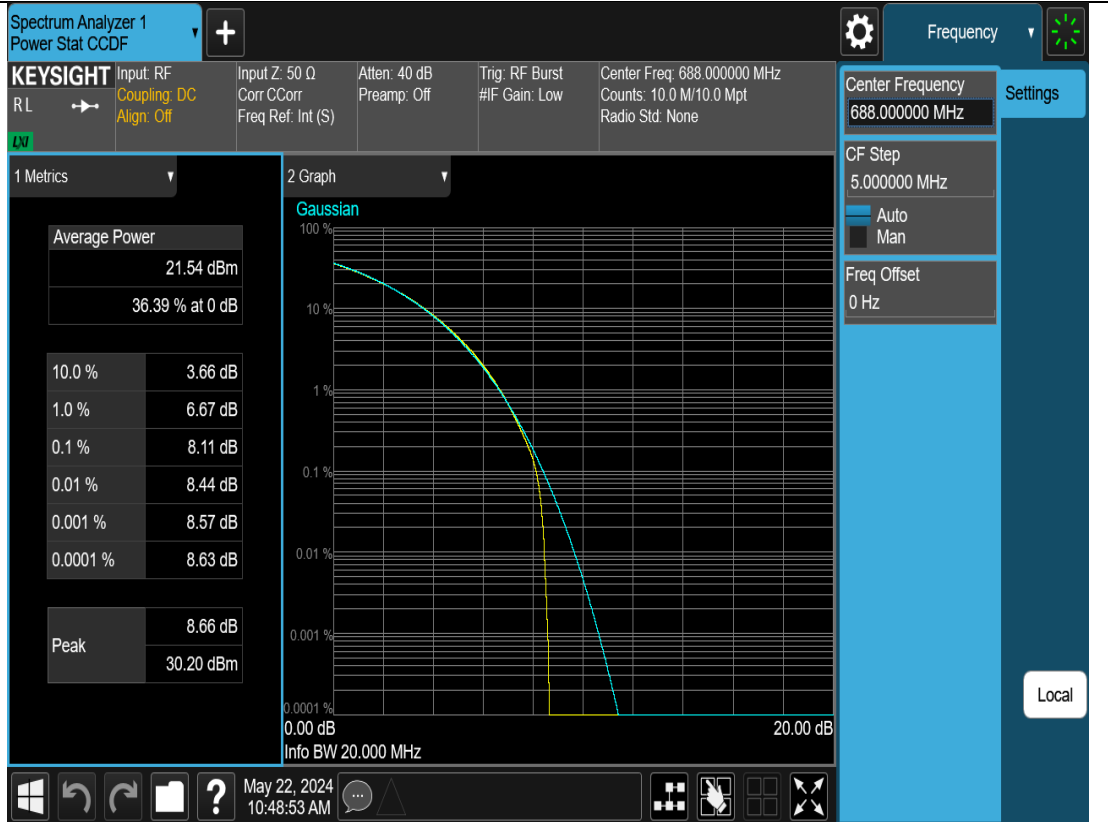 Spectrum Analyzer 1
Power Stat CCDF
+
Frequency
KEYSIGHT
RL
LXI
Input: RF
Coupling: DC
Align: Off
Input Z: 50 Ω
Corr CCorr
Freq Ref: Int (S)
Atten: 40 dB
Preamp: Off
Trig: RF Burst
#IF Gain: Low
Center Freq: 688.000000 MHz
Counts: 10.0 M/10.0 Mpt
Radio Std: None
Center Frequency
688.000000 MHz
Settings
CF Step
5.000000 MHz
Auto
Man
Freq Offset
0 Hz
1 Metrics
Average Power
21.54 dBm
36.39 % at 0 dB
10.0 % 3.66 dB
1.0 % 6.67 dB
0.1 % 8.11 dB
0.01 % 8.44 dB
0.001 % 8.57 dB
0.0001 % 8.63 dB
Peak
8.66 dB
30.20 dBm
2 Graph
Gaussian
100 %
10 %
1 %
0.1 %
0.01 %
0.001 %
0.0001 %
0.00 dB 20.00 dB
Info BW 20.000 MHz
Local
?
May 22, 2024
10:48:53 AM